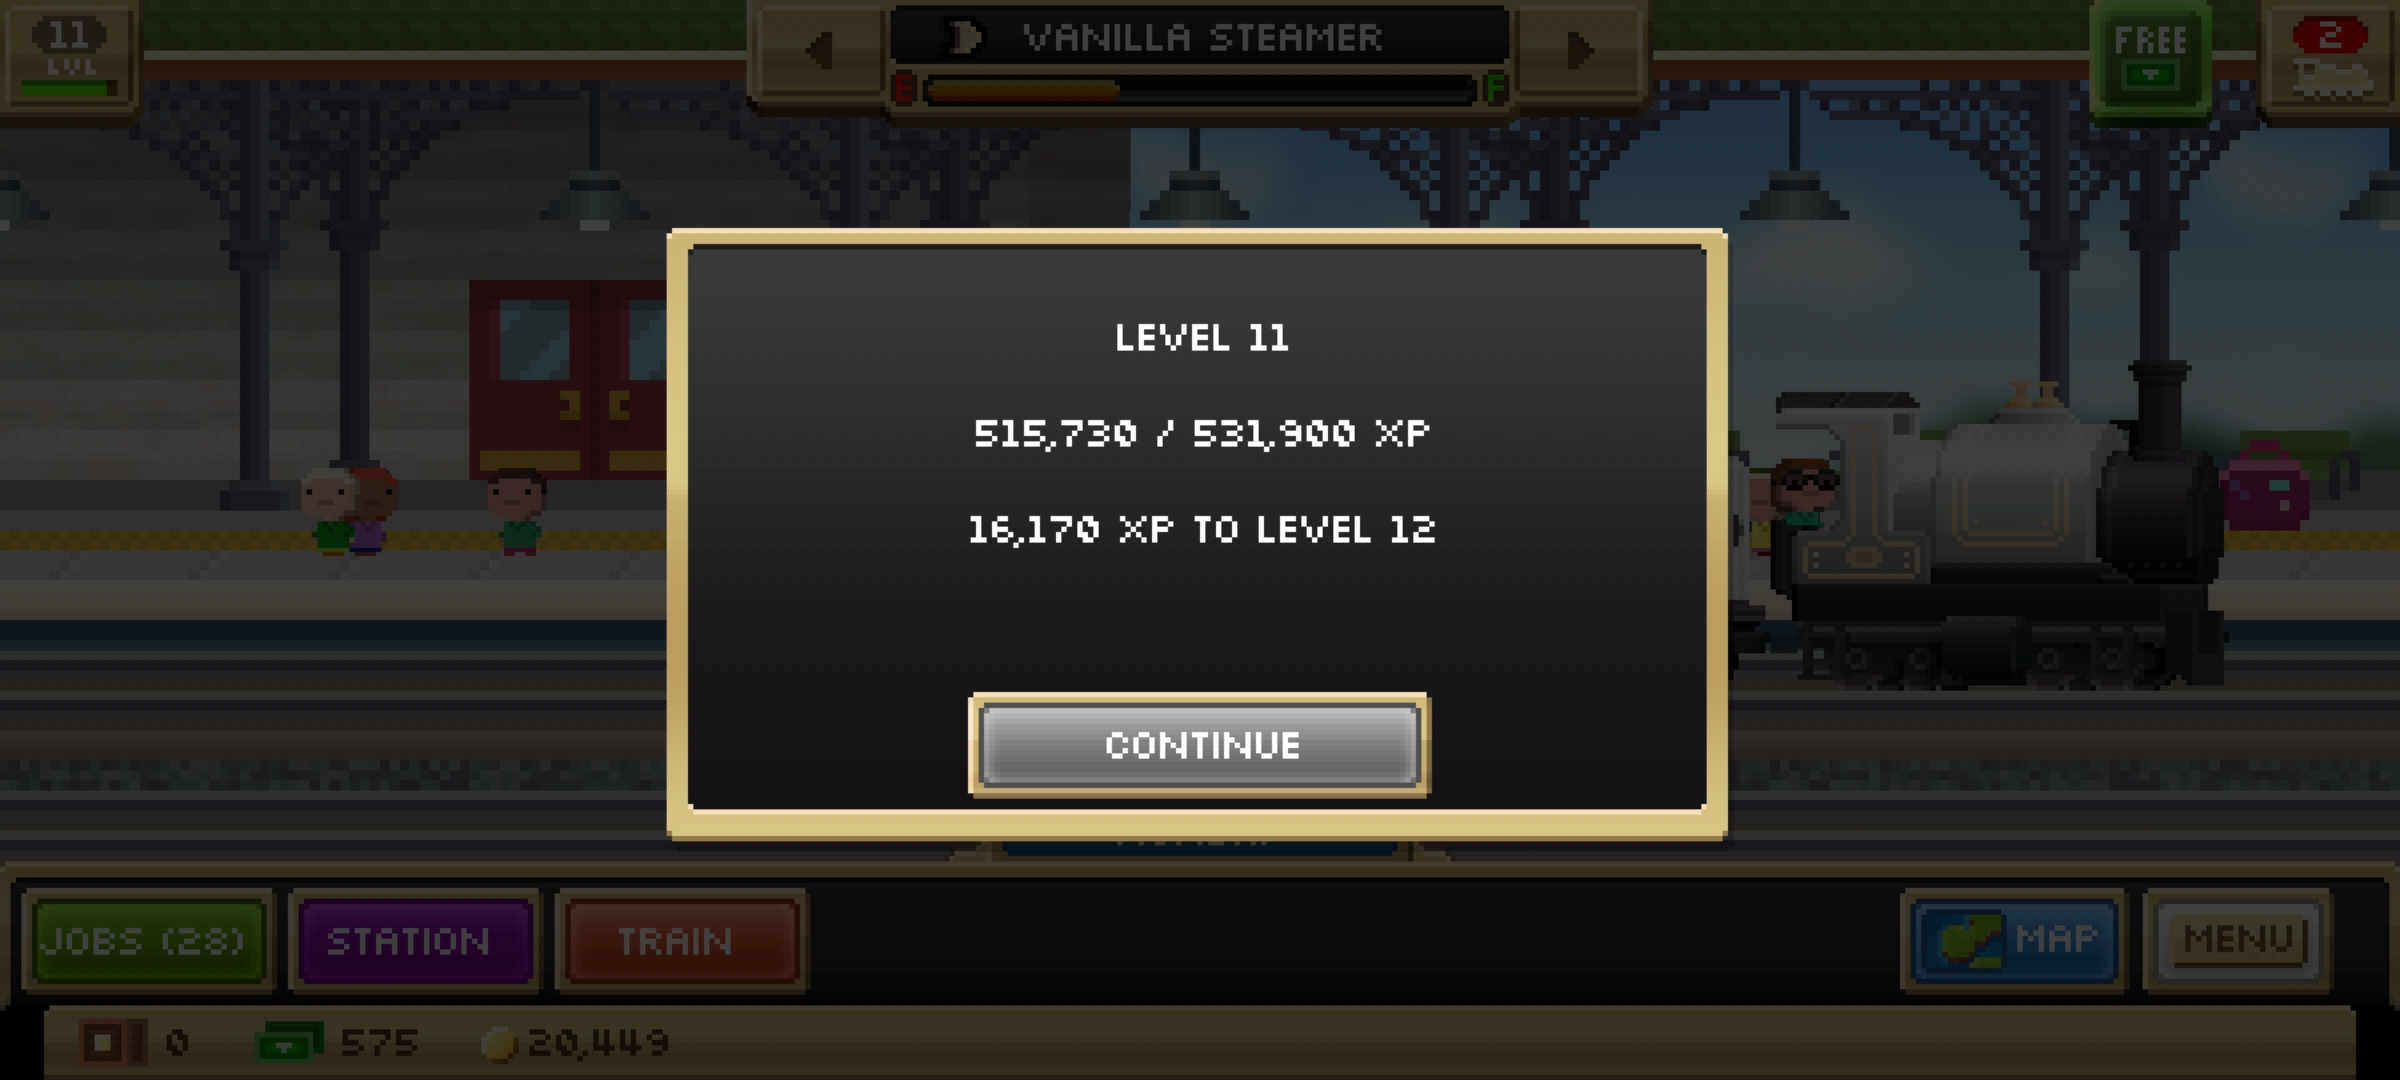 11
LVL
VANILLA STEAMER
E
F
FREE
2
LEVEL 11
515,730 / 531,900 XP
16,170 XP TO LEVEL 12
CONTINUE
JOBS (28)
STATION
TRAIN
MAP
MENU
0
575
20,449